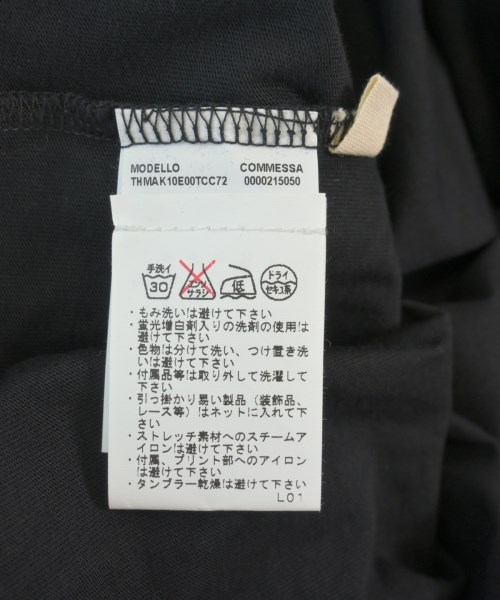 MODELLO COMMESSA
THMAK10E00TCC72 0000215050
手洗イ
30 エンソ サラシ 低 ドライ セキユ系
・もみ洗いは避けて下さい
・蛍光増白剤入りの洗剤の使用は
避けて下さい
・色物は分けて洗い、つけ置き洗
いは避けて下さい
・付属品等は取り外して洗濯して
下さい
・引っ掛かり易い製品（装飾品、
レース等）はネットに入れて下
さい
・ストレッチ素材へのスチームア
イロンは避けて下さい
・付属、プリント部へのアイロン
は避けて下さい
・タンブラー乾燥は避けて下さい
L01